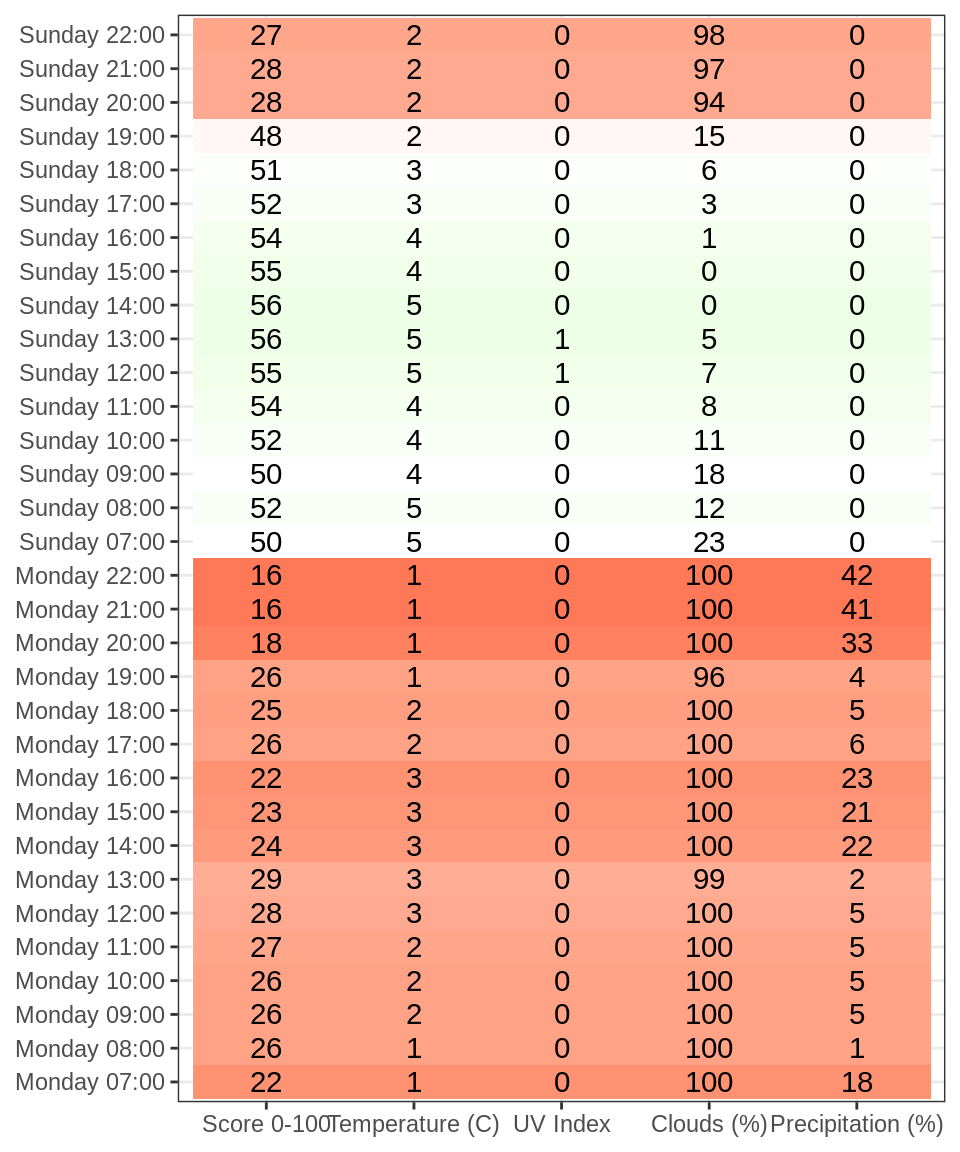 Sunday 22:00 27 2 0 98 0
Sunday 21:00 28 2 0 97 0
Sunday 20:00 28 2 0 94 0
Sunday 19:00 48 2 0 15 0
Sunday 18:00 51 3 0 6 0
Sunday 17:00 52 3 0 3 0
Sunday 16:00 54 4 0 1 0
Sunday 15:00 55 4 0 0 0
Sunday 14:00 56 5 0 0 0
Sunday 13:00 56 5 1 5 0
Sunday 12:00 55 5 1 7 0
Sunday 11:00 54 4 0 8 0
Sunday 10:00 52 4 0 11 0
Sunday 09:00 50 4 0 18 0
Sunday 08:00 52 5 0 12 0
Sunday 07:00 50 5 0 23 0
Monday 22:00 16 1 0 100 42
Monday 21:00 16 1 0 100 41
Monday 20:00 18 1 0 100 33
Monday 19:00 26 1 0 96 4
Monday 18:00 25 2 0 100 5
Monday 17:00 26 2 0 100 6
Monday 16:00 22 3 0 100 23
Monday 15:00 23 3 0 100 21
Monday 14:00 24 3 0 100 22
Monday 13:00 29 3 0 99 2
Monday 12:00 28 3 0 100 5
Monday 11:00 27 2 0 100 5
Monday 10:00 26 2 0 100 5
Monday 09:00 26 2 0 100 5
Monday 08:00 26 1 0 100 1
Monday 07:00 22 1 0 100 18
Score 0-100 Temperature (C) UV Index Clouds (%) Precipitation (%)